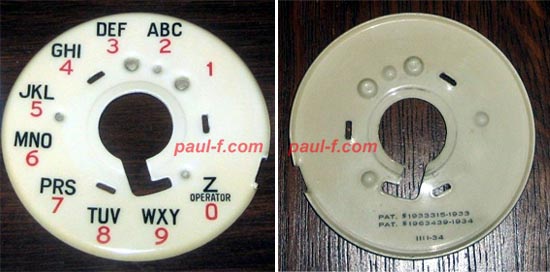 ABC
2
DEF
3
GHI
4
JKL
5
MNO
6
PRS
7
TUV
8
WXY
9
Z
OPERATOR
0
1
paul-f.com
paul-f.com
PAT. #1933315-1933
PAT. #1963439-1934
1111-34